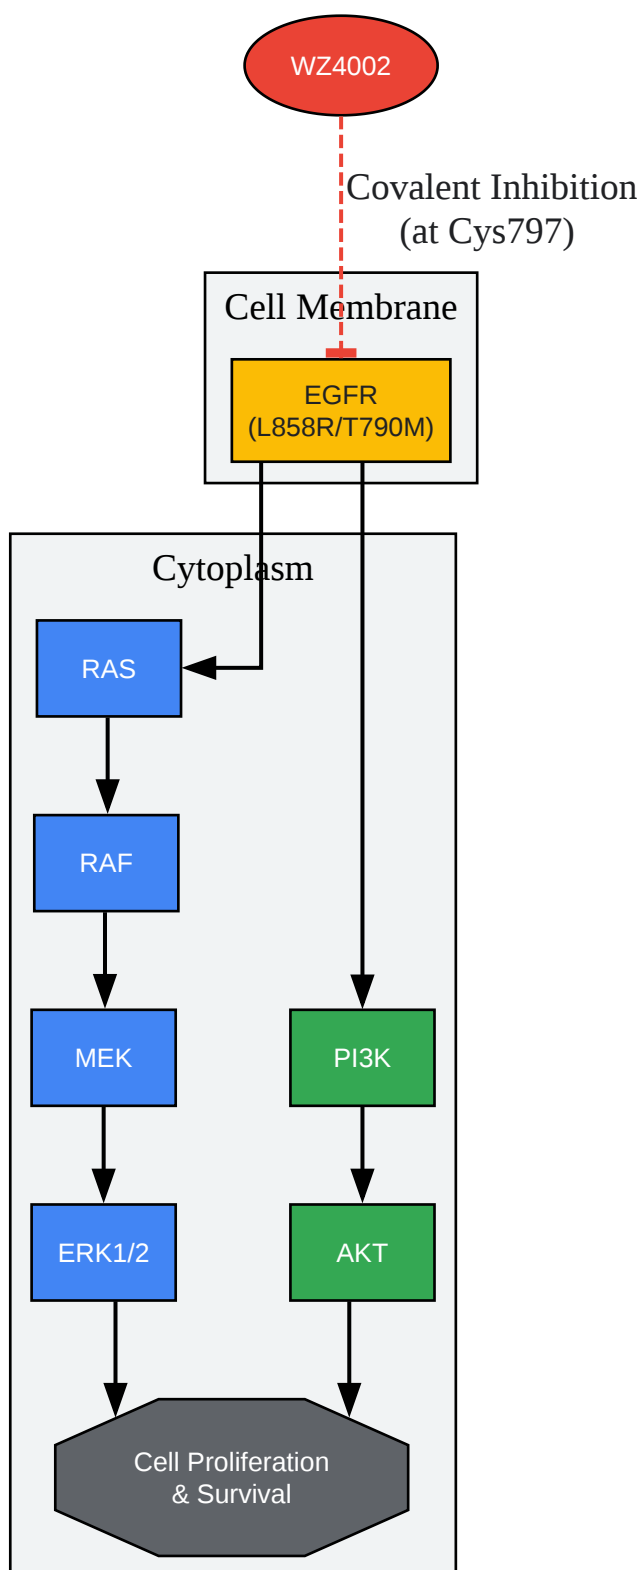 WZ4002
Covalent Inhibition
(at Cys797)
Cell Membrane
EGFR
(L858R/T790M)
Cytoplasm
RAS
RAF
MEK
PI3K
ERK1/2
AKT
Cell Proliferation
& Survival